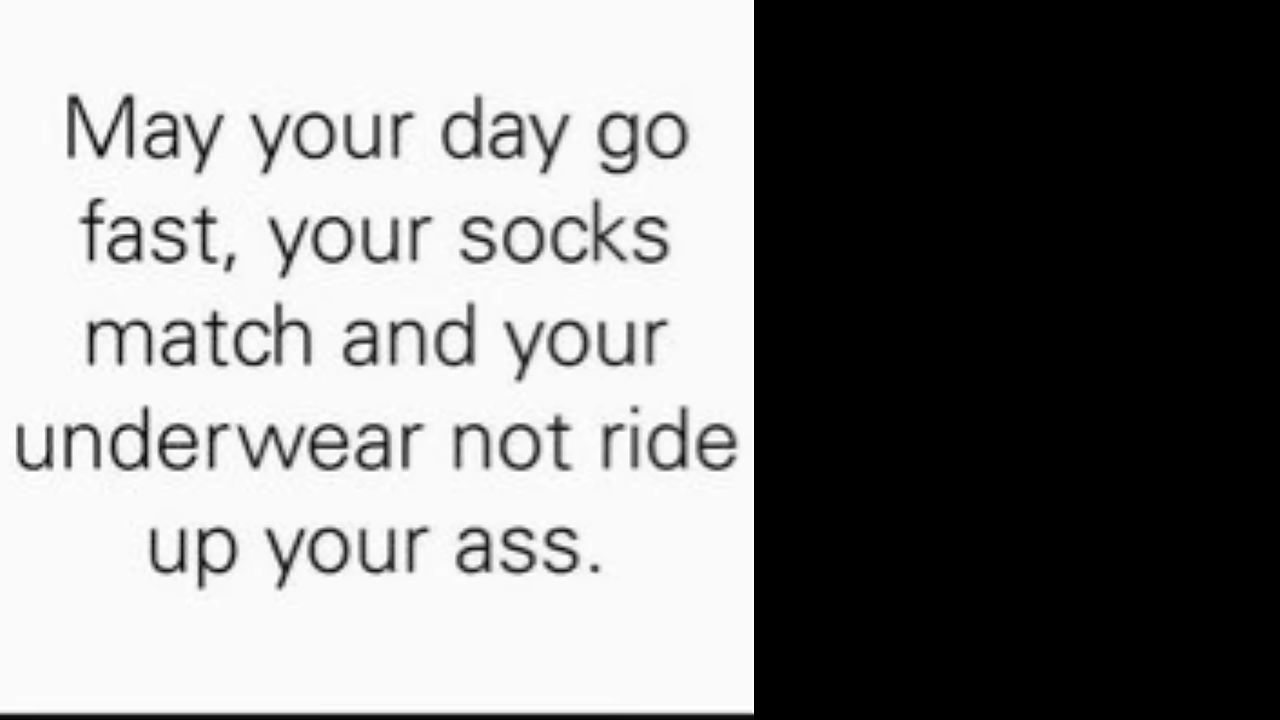 May your day go
fast, your socks
match and your
underwear not ride
up your ass.